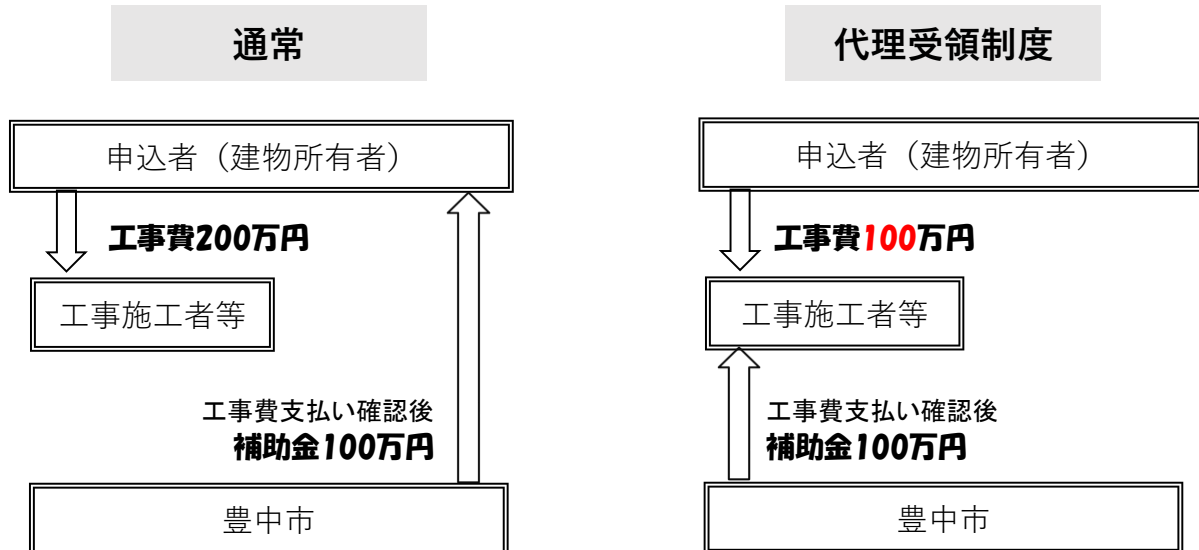 通常
申込者（建物所有者）
工事費200万円
工事施工者等
工事費支払い確認後
補助金100万円
豊中市
代理受領制度
申込者（建物所有者）
工事費100万円
工事施工者等
工事費支払い確認後
補助金100万円
豊中市